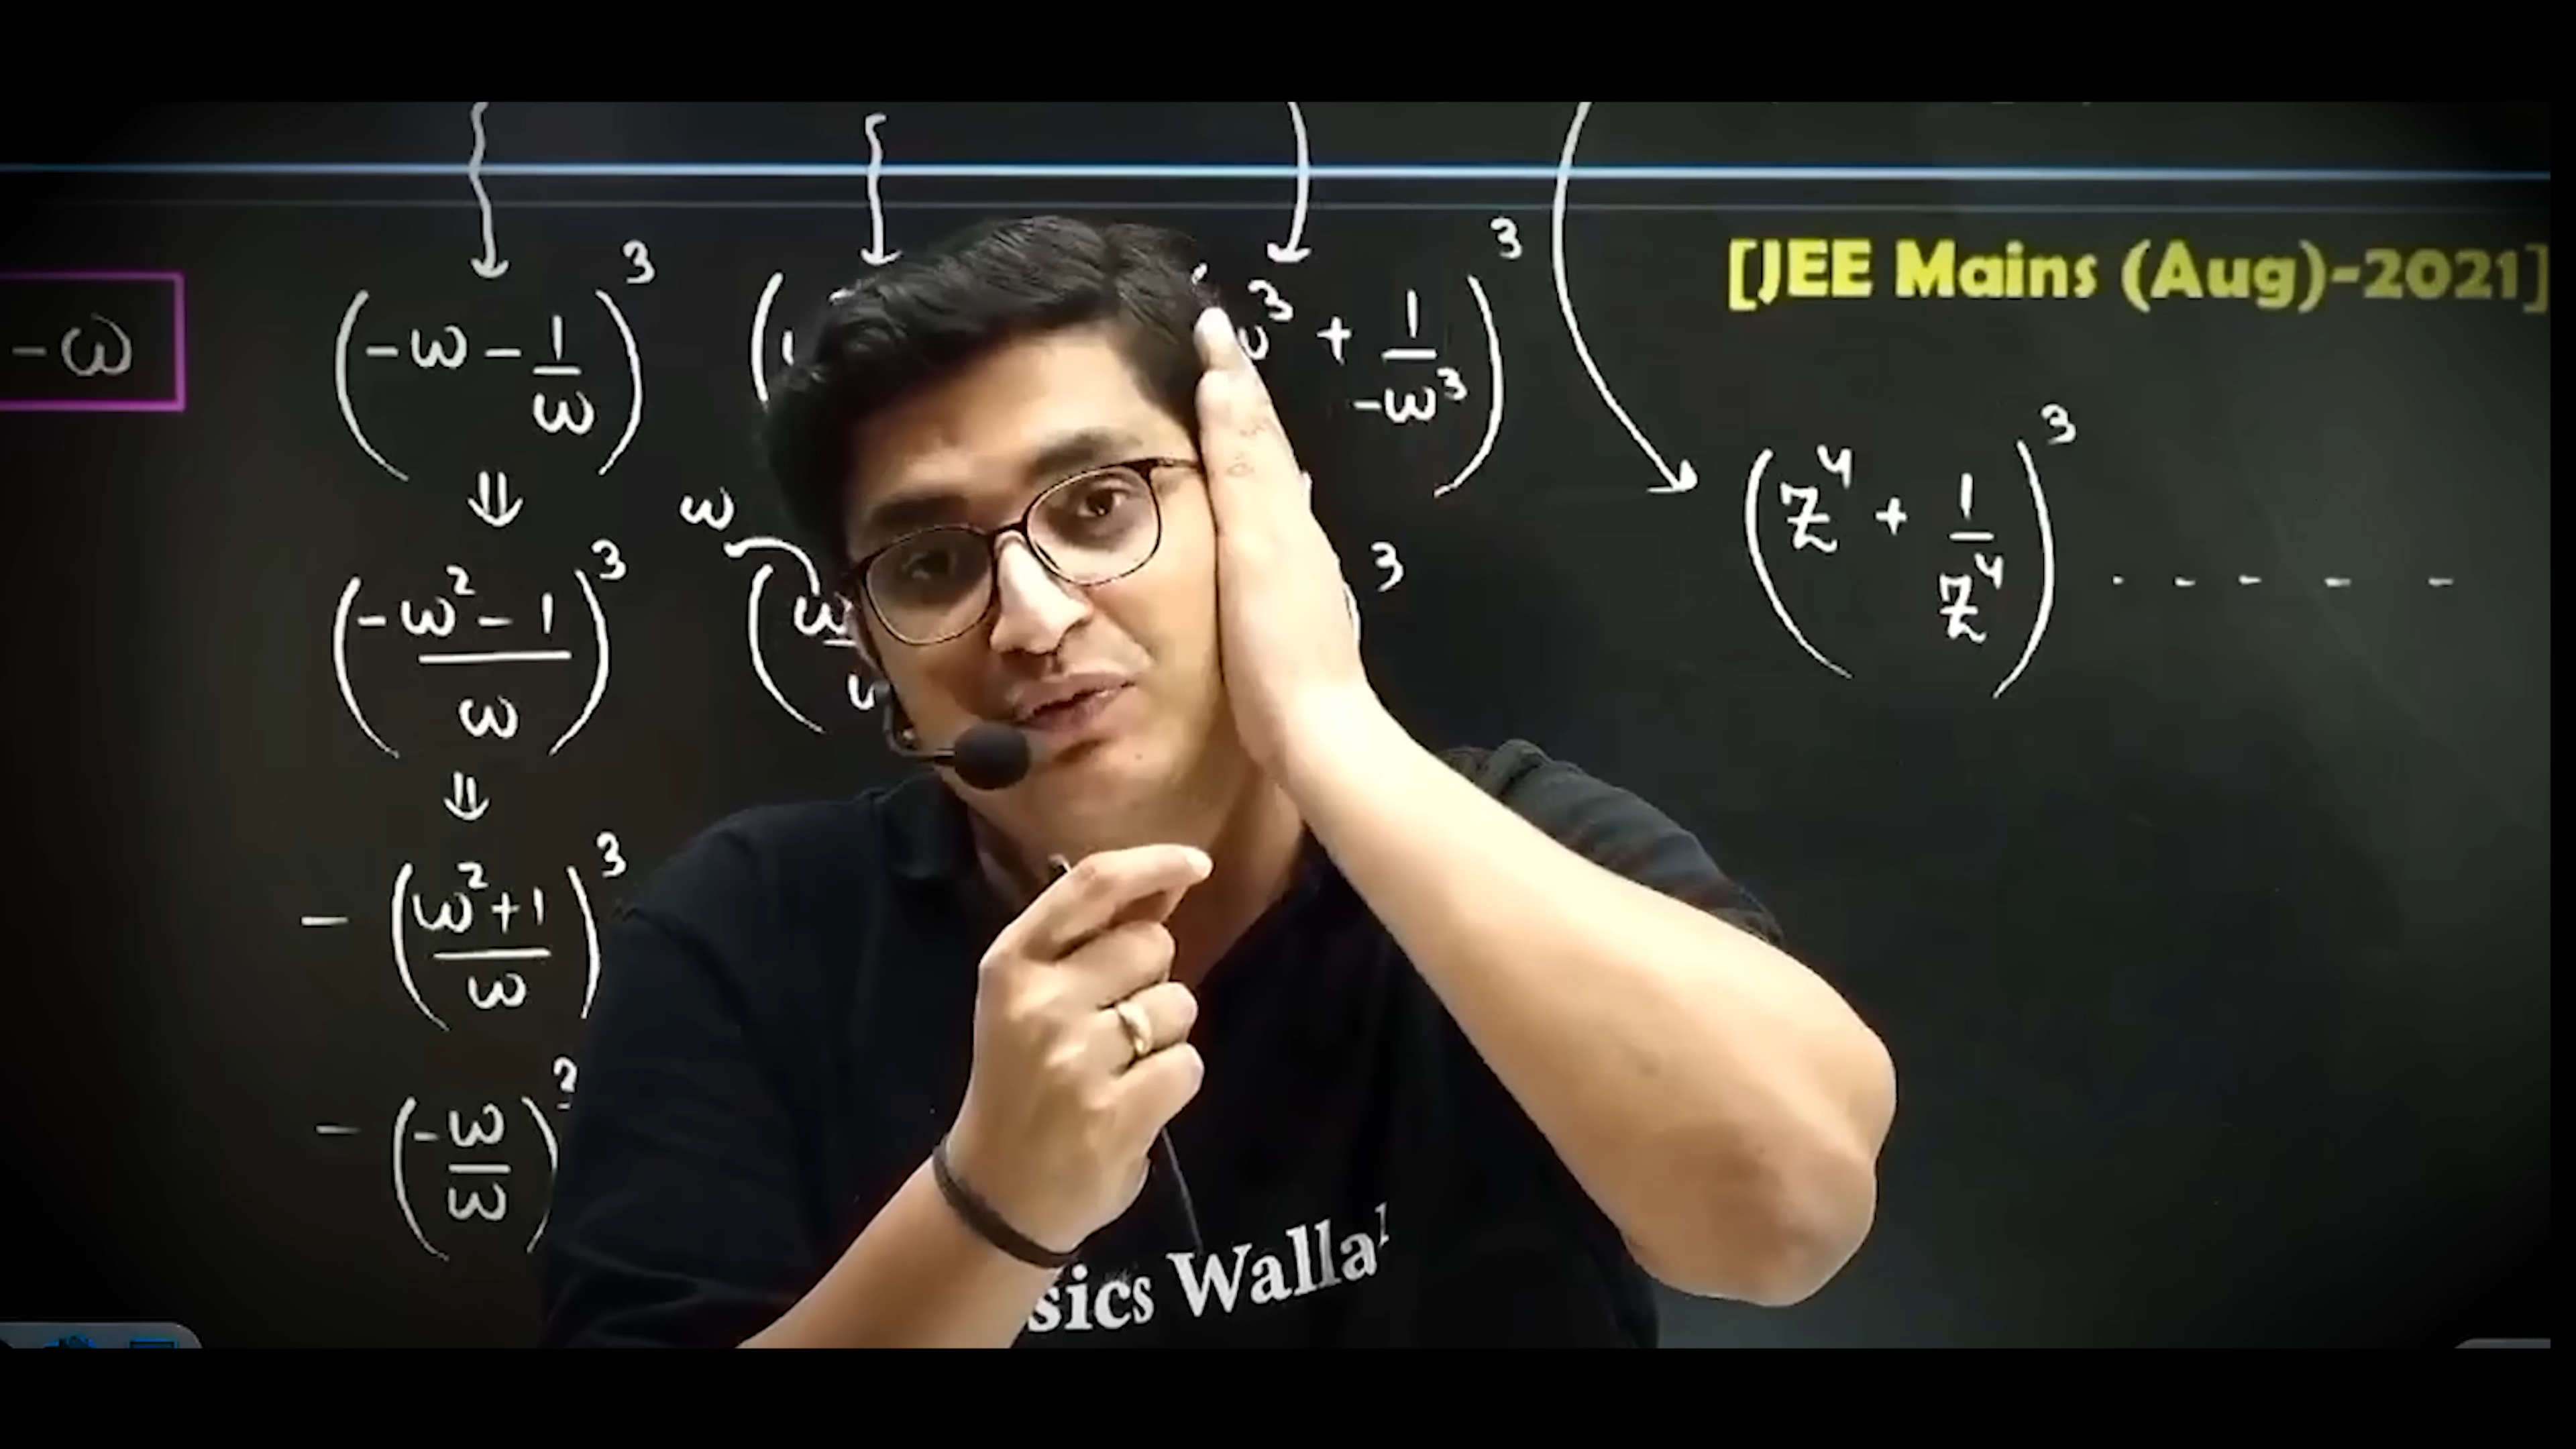 [JEE Mains (Aug)-2021]
-ω
(-ω - 1/ω)³
ω³ + 1/-ω³)³
(z⁴ + 1/z⁴)³ - - - - -
⇓
ω
(-ω² - 1/ω)³
3
⇓
- (ω² + 1/ω)³
- (-ω/ω)³
sics Walla